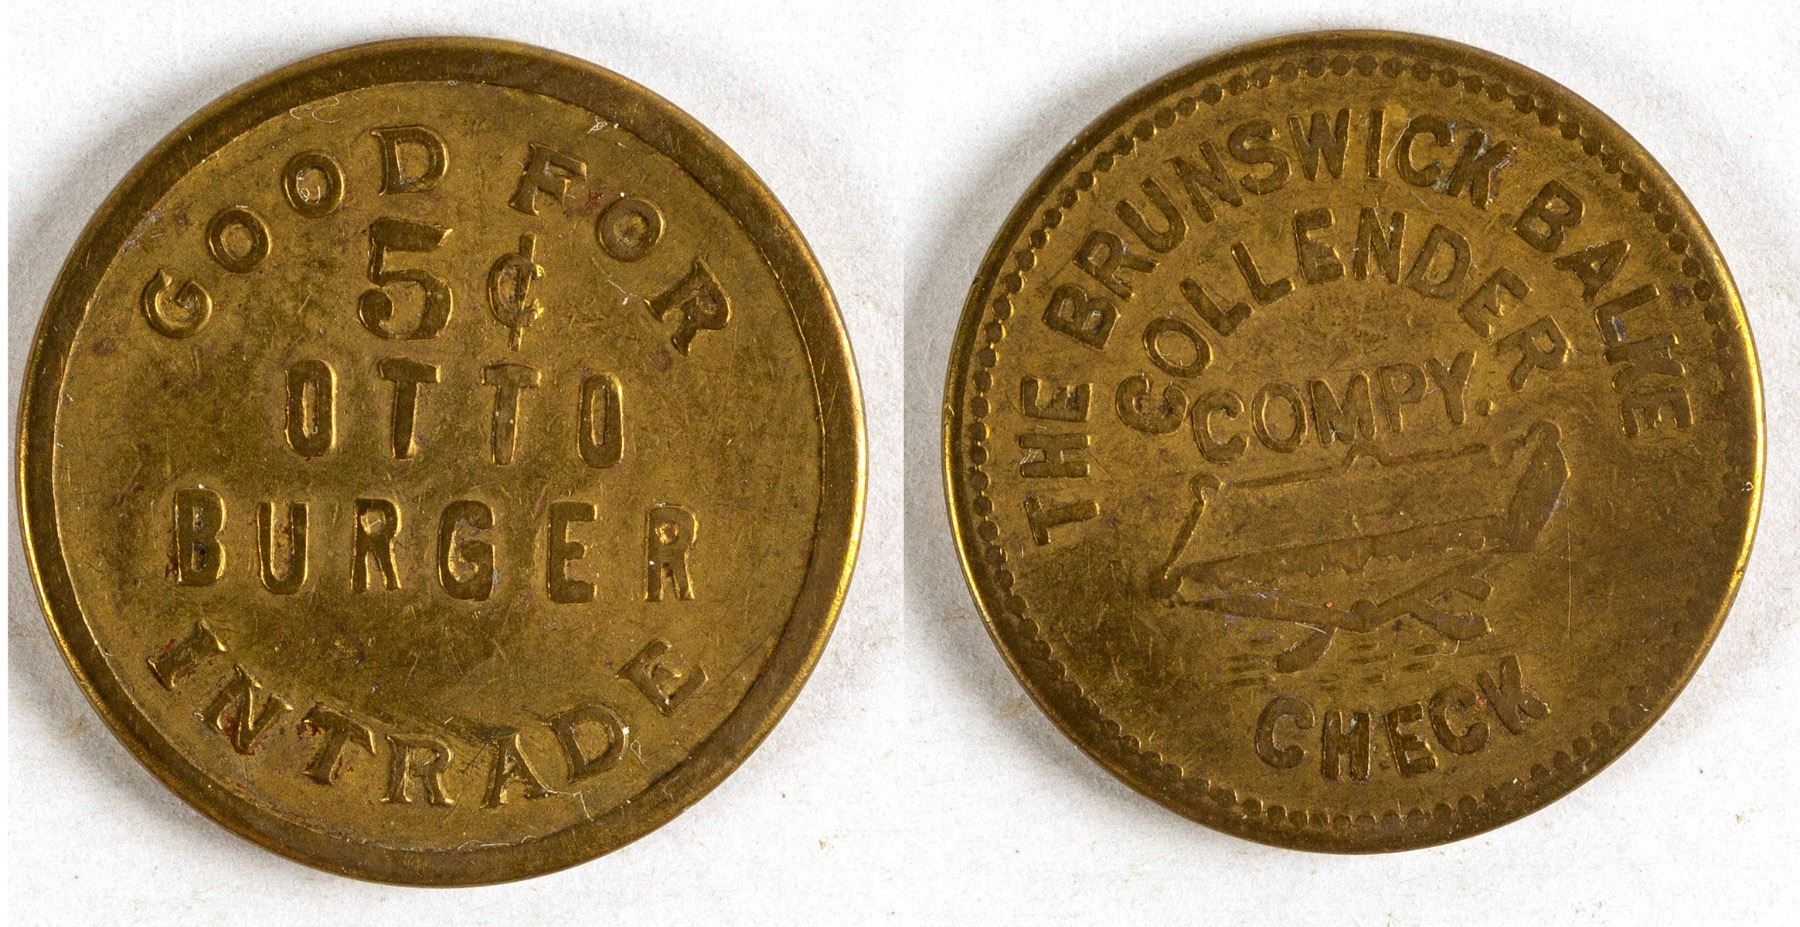 GOOD FOR
5¢
OTTO
BURGER
IN TRADE
THE BRUNSWICK BALKE
COLLENDER
COMPY.
CHECK